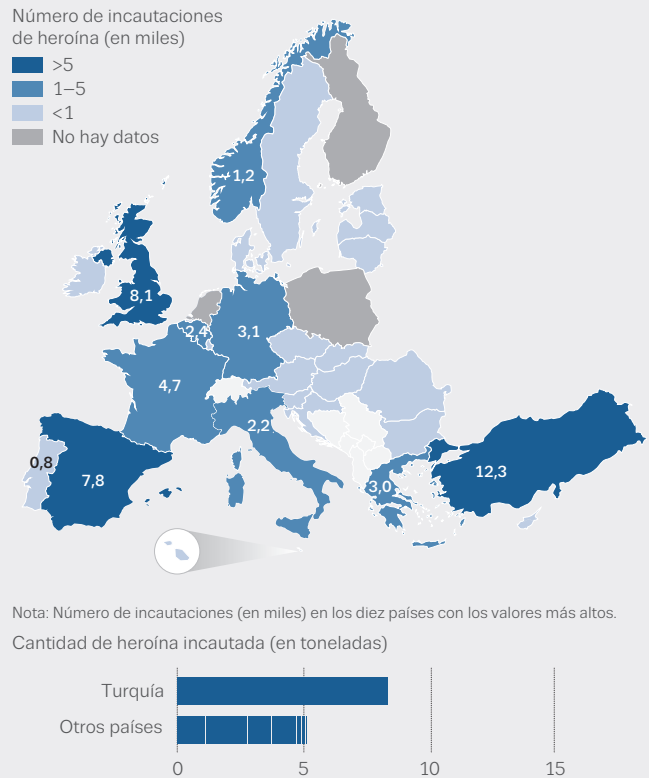 Número de incautaciones
de heroína (en miles)
>5
1–5
<1
No hay datos
1,2
8,1
2,4
3,1
4,7
2,2
0,8
7,8
3,0
12,3
Nota: Número de incautaciones (en miles) en los diez países con los valores más altos.
Cantidad de heroína incautada (en toneladas)
Turquía
Otros países
0 5 10 15